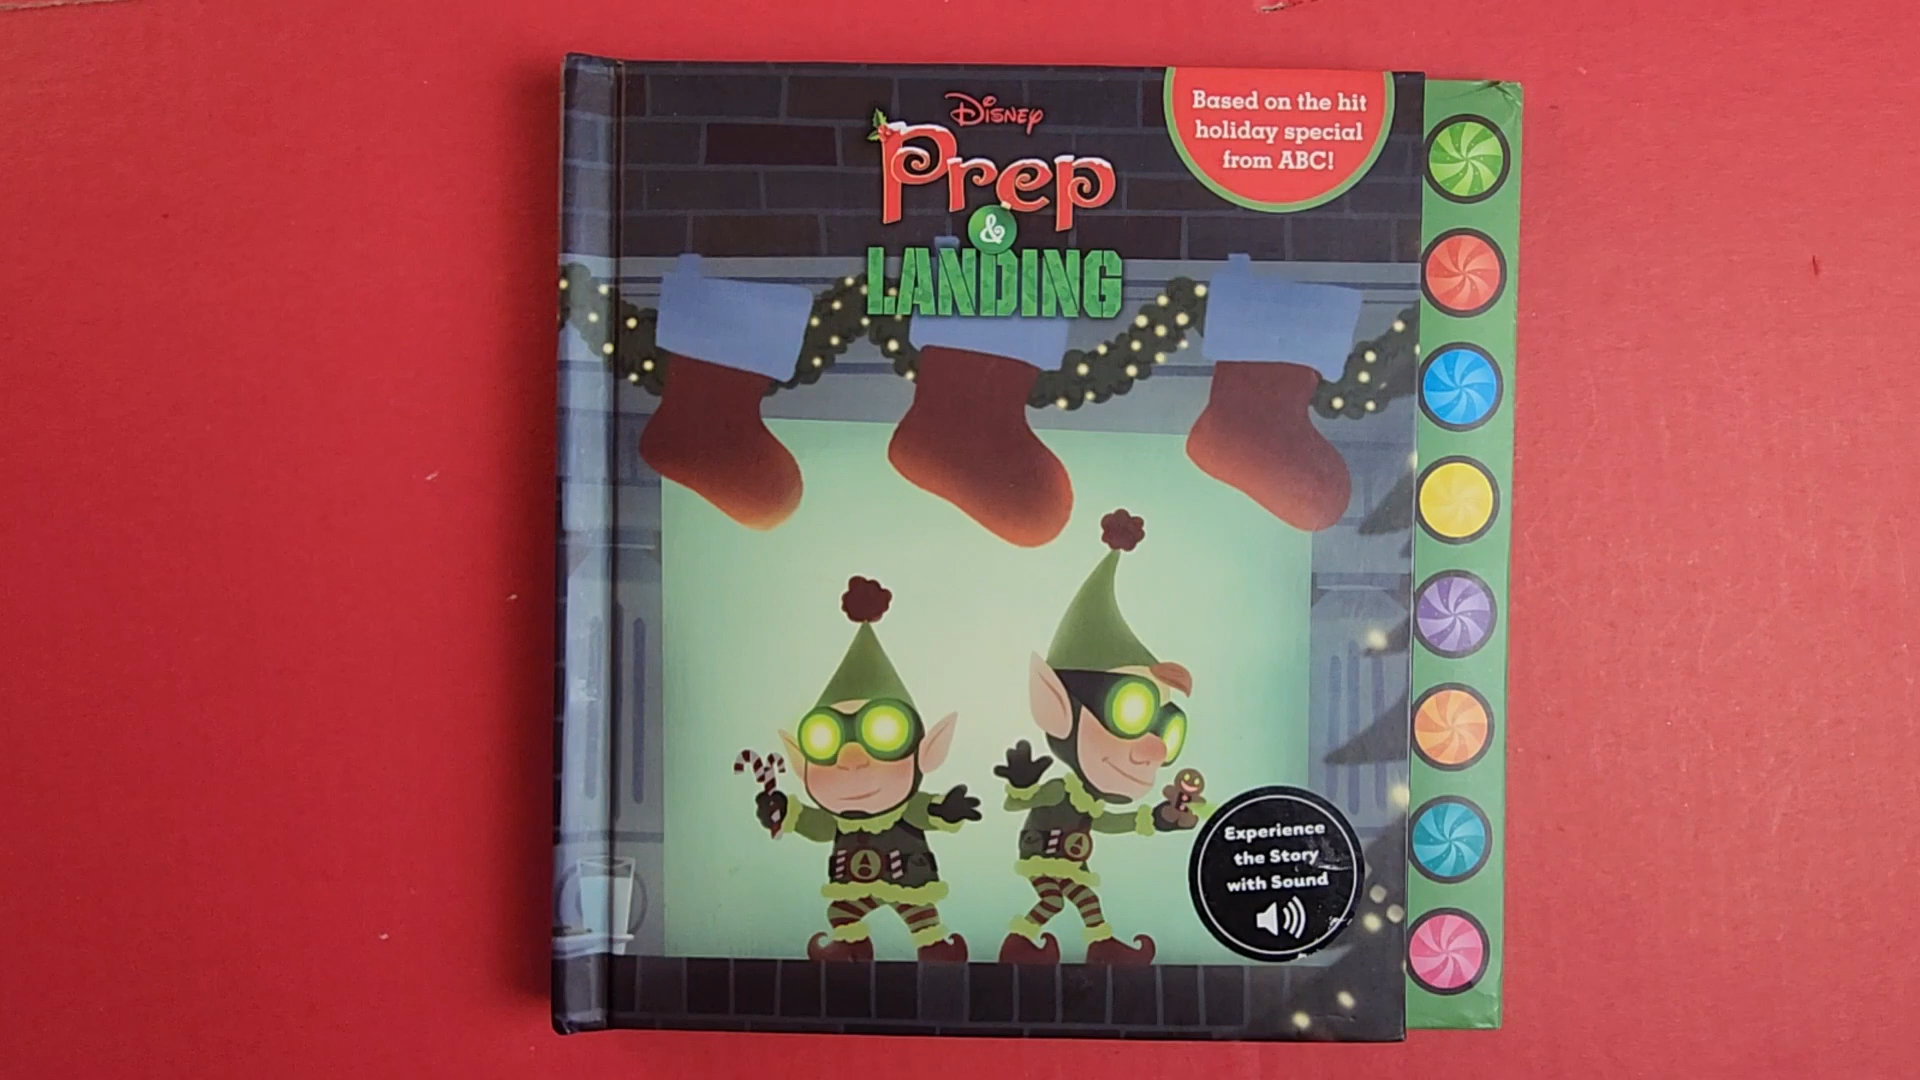 Disney
Prep
&
LANDING
Based on the hit
holiday special
from ABC!
Experience
the Story
with Sound